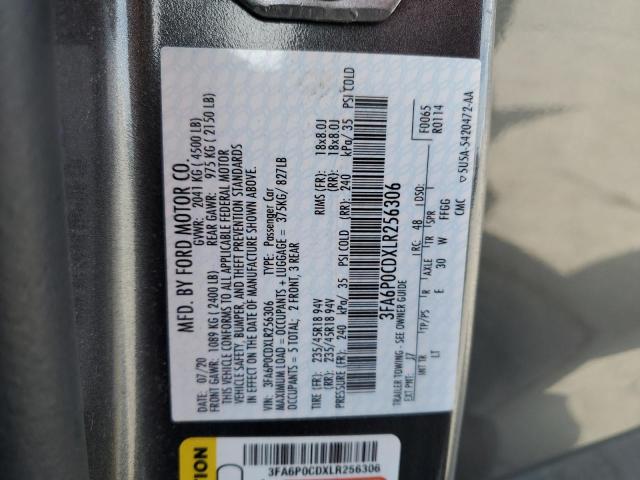 MFD. BY FORD MOTOR CO.
DATE: 07/20 GVWR: 2041 KG ( 4500 LB)
FRONT GAWR: 1089 KG ( 2400 LB) REAR GAWR: 975 KG ( 2150 LB)
THIS VEHICLE CONFORMS TO ALL APPLICABLE FEDERAL MOTOR
VEHICLE SAFETY, BUMPER, AND THEFT PREVENTION STANDARDS
IN EFFECT ON THE DATE OF MANUFACTURE SHOWN ABOVE.
VIN: 3FA6P0CDXLR256306 TYPE: Passenger Car
MAXIMUM LOAD = OCCUPANTS + LUGGAGE = 375KG/ 827LB
OCCUPANTS = 5 TOTAL; 2 FRONT, 3 REAR
TIRE (FR): 235/45R18 94V RIMS (FR): 18x8.0J
TIRE (RR): 235/45R18 94V (RR): 18x8.0J
PRESSURE (FR): 240 kPa/ 35 PSI COLD (RR): 240 kPa/ 35 PSI COLD
3FA6P0CDXLR256306
TRAILER TOWING - SEE OWNER GUIDE
F0065
R0114
EXT PNT: J7 LRC: 48 LDSO:
INT TR TP/PS R AXLE TR SPR
LT E 30 W FFGG
CMC
5U5A-5420472-AA
TION
3FA6P0CDXLR256306